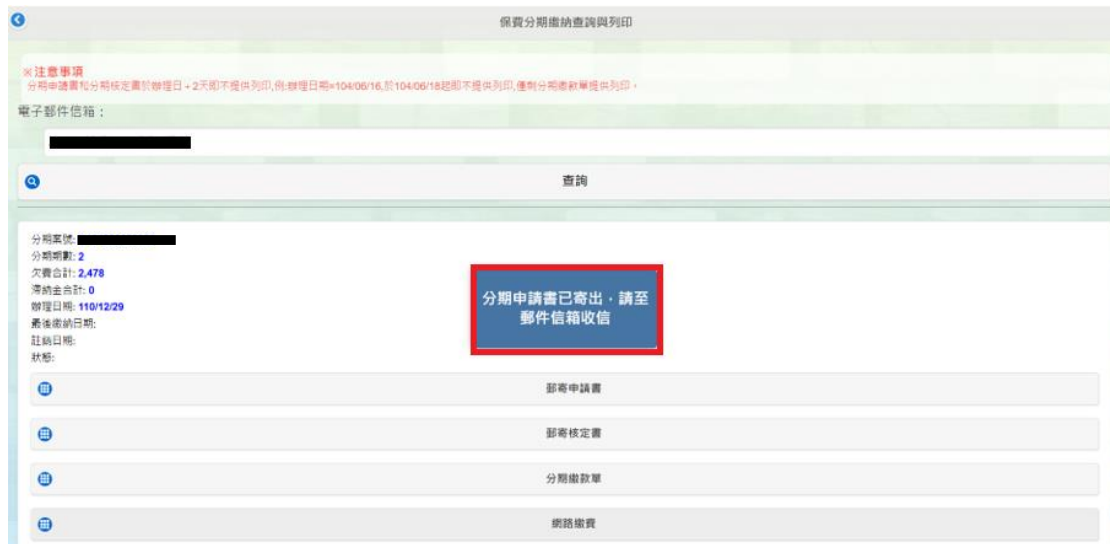 保費分期繳納查詢與列印
※注意事項
分期申請書和分期核定書於辦理日+2天即不提供列印,例:辦理日期=104/06/16,於104/06/18起即不提供列印,僅剩分期繳款單提供列印。
電子郵件信箱：
查詢
分期案號:
分期期數: 2
欠費合計: 2,478
滯納金合計: 0
辦理日期: 110/12/29
最後繳納日期:
註銷日期:
狀態:
分期申請書已寄出，請至
郵件信箱收信
郵寄申請書
郵寄核定書
分期繳款單
網路繳費